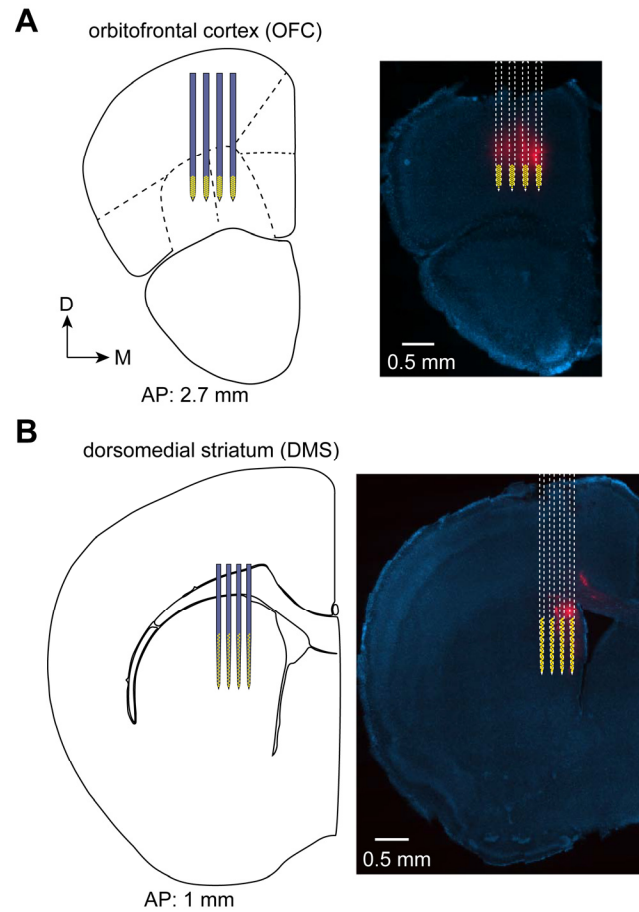 A
orbitofrontal cortex (OFC)
D
M
AP: 2.7 mm
0.5 mm
B
dorsomedial striatum (DMS)
AP: 1 mm
0.5 mm